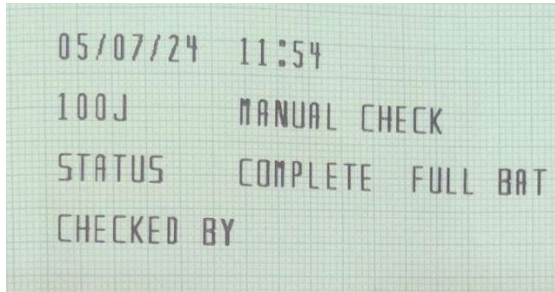 05/07/24 11:54
100J MANUAL CHECK
STATUS COMPLETE FULL BAT
CHECKED BY